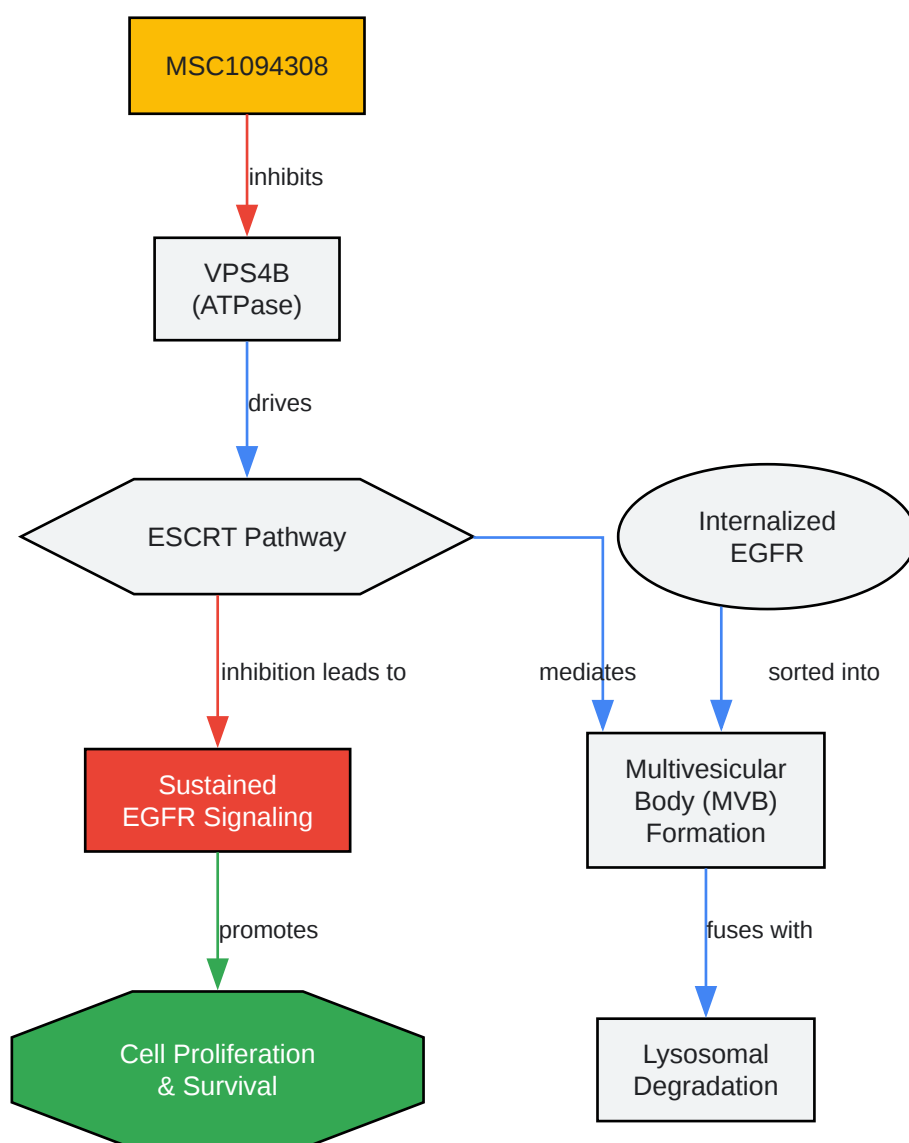 MSC1094308
inhibits
VPS4B
(ATPase)
drives
ESCRT Pathway
Internalized
EGFR
inhibition leads to
mediates
sorted into
Sustained
EGFR Signaling
Multivesicular
Body (MVB)
Formation
promotes
fuses with
Cell Proliferation
& Survival
Lysosomal
Degradation